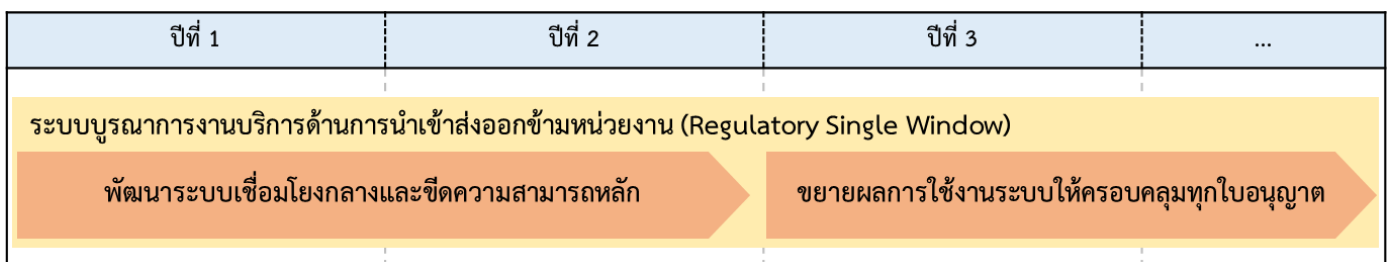 ปีที่ 1 ปีที่ 2 ปีที่ 3 ...
ระบบบูรณาการงานบริการด้านการนำเข้าส่งออกข้ามหน่วยงาน (Regulatory Single Window)
พัฒนาระบบเชื่อมโยงกลางและขีดความสามารถหลัก ขยายผลการใช้งานระบบให้ครอบคลุมทุกใบอนุญาต